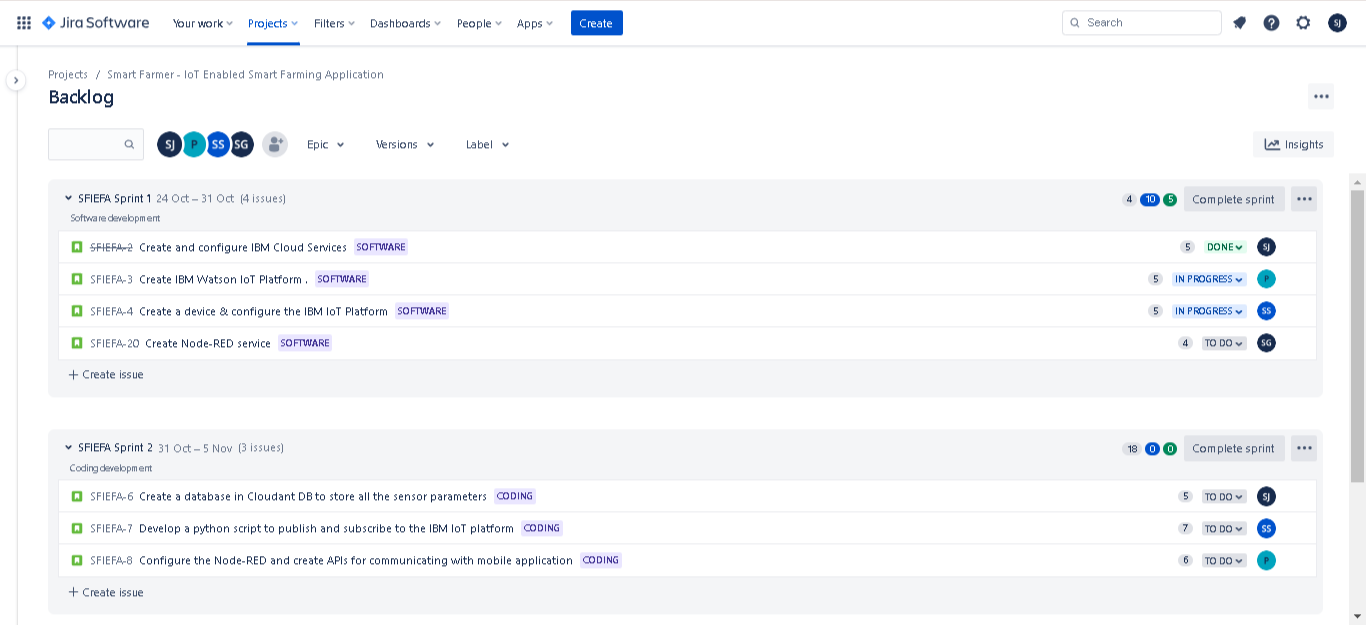 Jira Software Your work Projects Filters Dashboards People Apps Create Search SJ
Projects / Smart Farmer - IoT Enabled Smart Farming Application
Backlog
SJ P SS SG Epic Versions Label Insights
SFIEFA Sprint 1 24 Oct – 31 Oct (4 issues) 4 10 5 Complete sprint
Software development
SFIEFA-2 Create and configure IBM Cloud Services SOFTWARE 5 DONE SJ
SFIEFA-3 Create IBM Watson IoT Platform . SOFTWARE 5 IN PROGRESS P
SFIEFA-4 Create a device & configure the IBM IoT Platform SOFTWARE 5 IN PROGRESS SS
SFIEFA-20 Create Node-RED service SOFTWARE 4 TO DO SG
+ Create issue
SFIEFA Sprint 2 31 Oct – 5 Nov (3 issues) 18 0 0 Complete sprint
Coding development
SFIEFA-6 Create a database in Cloudant DB to store all the sensor parameters CODING 5 TO DO SJ
SFIEFA-7 Develop a python script to publish and subscribe to the IBM IoT platform CODING 7 TO DO SS
SFIEFA-8 Configure the Node-RED and create APIs for communicating with mobile application CODING 6 TO DO P
+ Create issue